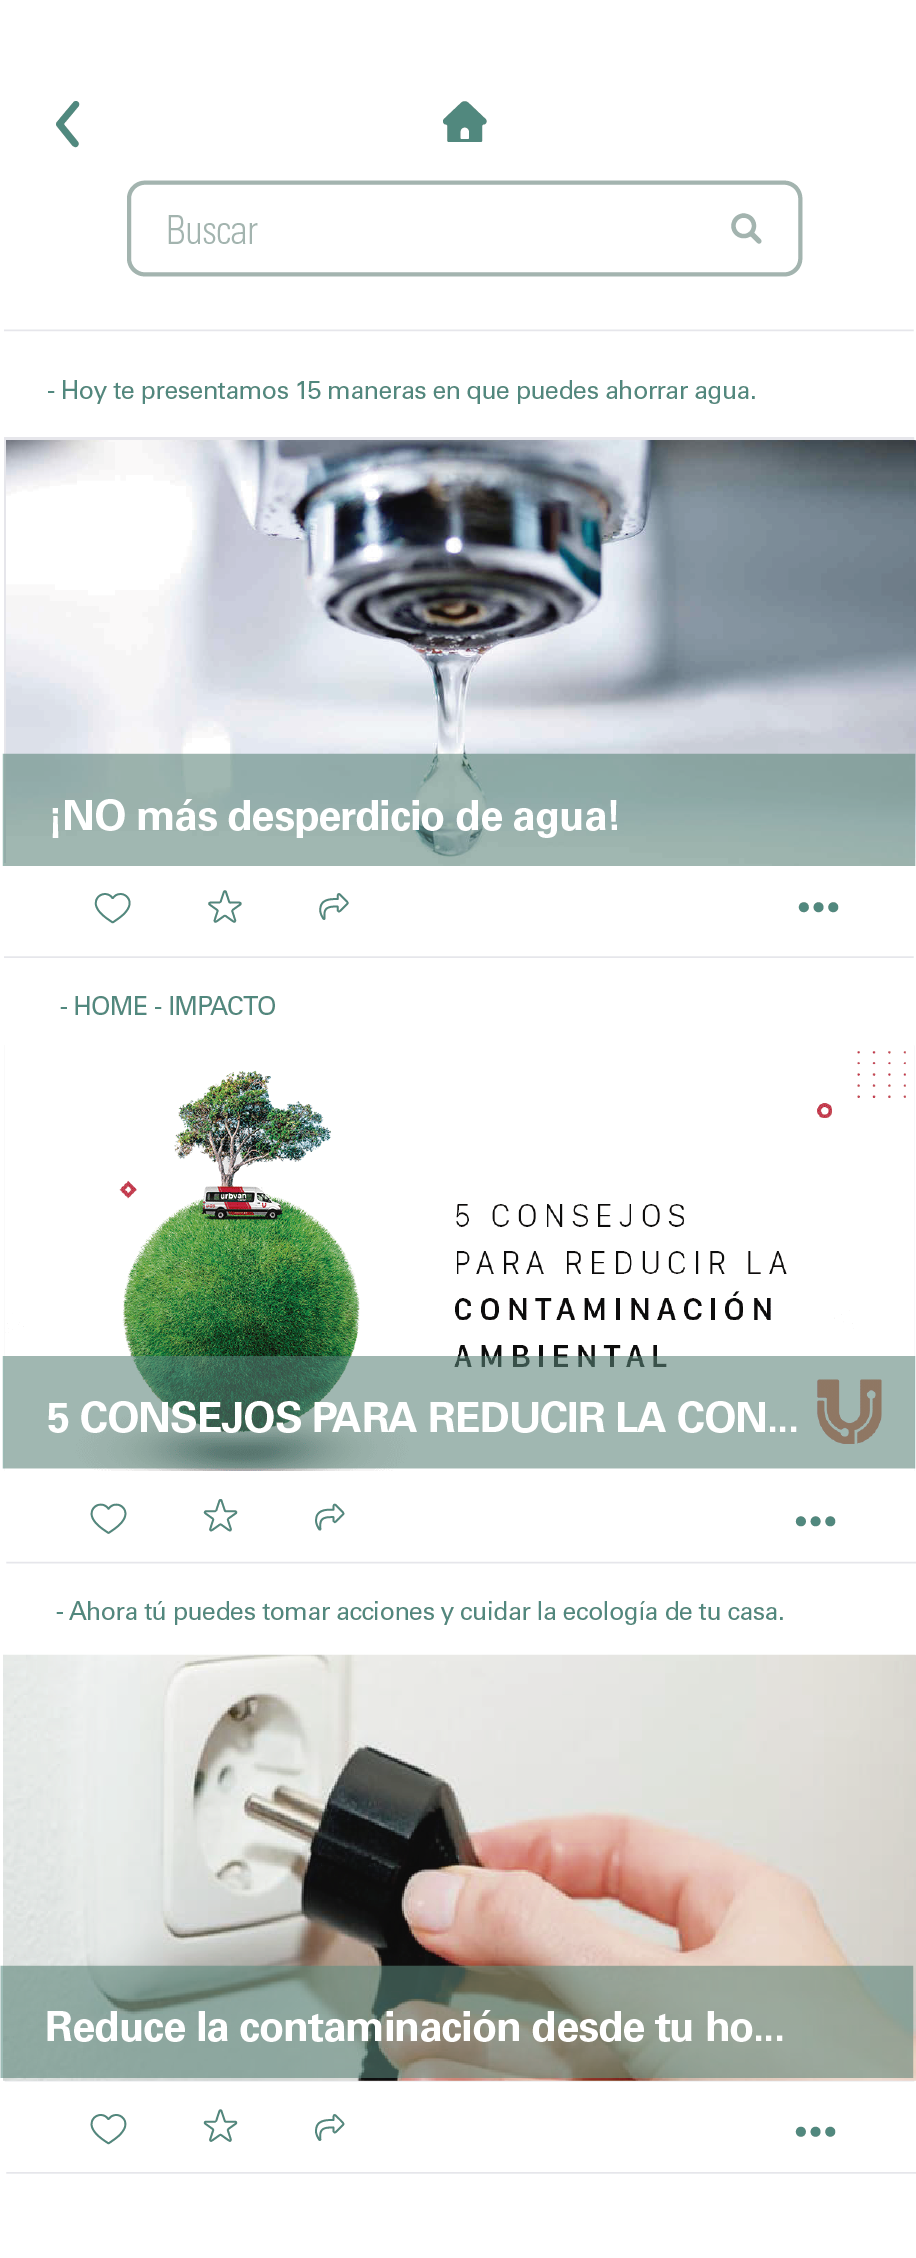 Buscar
- Hoy te presentamos 15 maneras en que puedes ahorrar agua.
¡NO más desperdicio de agua!
- HOME - IMPACTO
urbvan
5 CONSEJOS
PARA REDUCIR LA
CONTAMINACIÓN
AMBIENTAL
5 CONSEJOS PARA REDUCIR LA CON...
- Ahora tú puedes tomar acciones y cuidar la ecología de tu casa.
Reduce la contaminación desde tu ho...